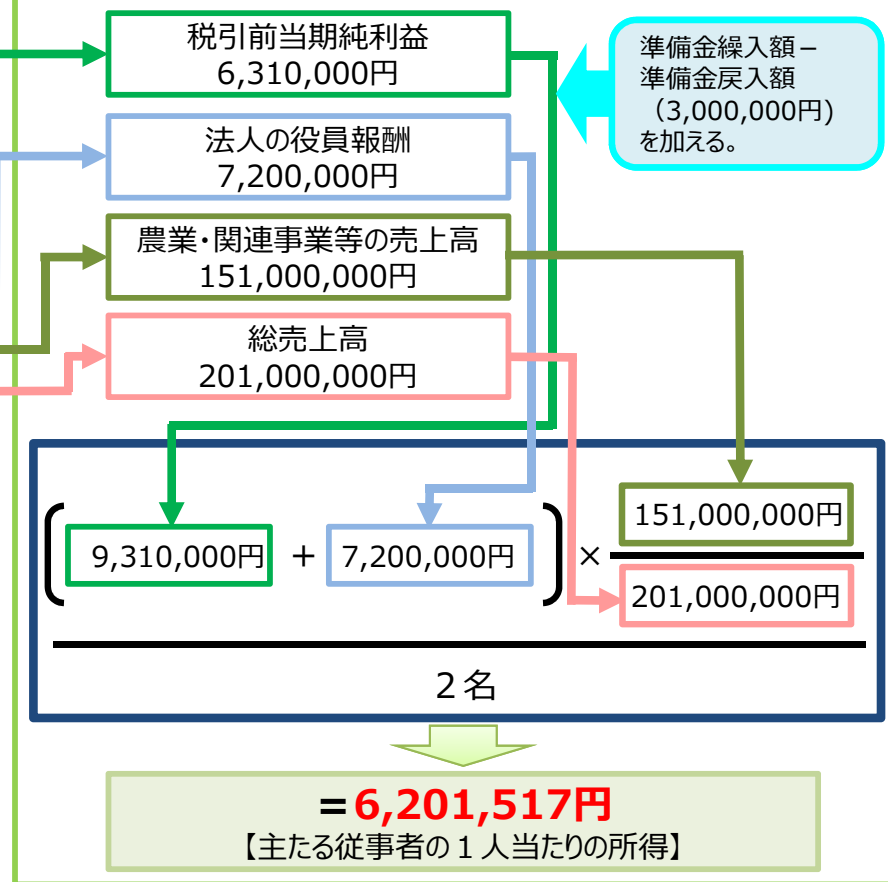 税引前当期純利益
6,310,000円
準備金繰入額－
準備金戻入額
（3,000,000円)
を加える。
法人の役員報酬
7,200,000円
農業・関連事業等の売上高
151,000,000円
総売上高
201,000,000円
9,310,000円 + 7,200,000円 × 151,000,000円
201,000,000円
２名
=6,201,517円
【主たる従事者の１人当たりの所得】